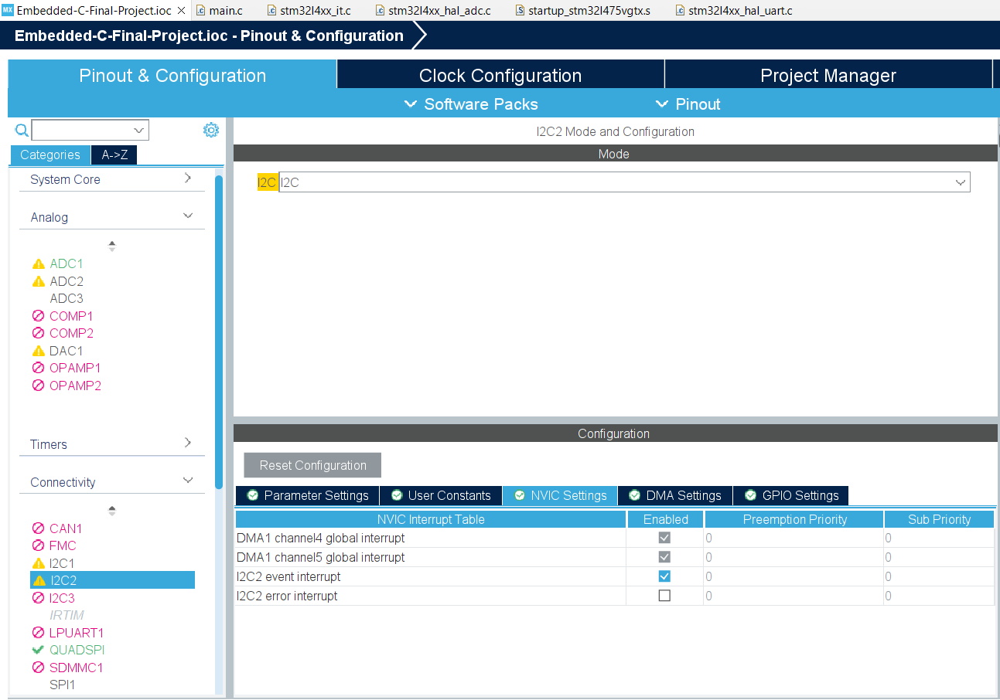 MX Embedded-C-Final-Project.ioc main.c stm32l4xx_it.c stm32l4xx_hal_adc.c startup_stm32l475vgtx.s stm32l4xx_hal_uart.c
Embedded-C-Final-Project.ioc - Pinout & Configuration
Pinout & Configuration Clock Configuration Project Manager
Software Packs Pinout
I2C2 Mode and Configuration
Mode
Categories A->Z
System Core
I2C I2C
Analog
ADC1
ADC2
ADC3
COMP1
COMP2
DAC1
OPAMP1
OPAMP2
Timers
Connectivity
CAN1
FMC
I2C1
I2C2
I2C3
IRTIM
LPUART1
QUADSPI
SDMMC1
SPI1
Configuration
Reset Configuration
Parameter Settings User Constants NVIC Settings DMA Settings GPIO Settings
NVIC Interrupt Table Enabled Preemption Priority Sub Priority
DMA1 channel4 global interrupt 0 0
DMA1 channel5 global interrupt 0 0
I2C2 event interrupt 0 0
I2C2 error interrupt 0 0